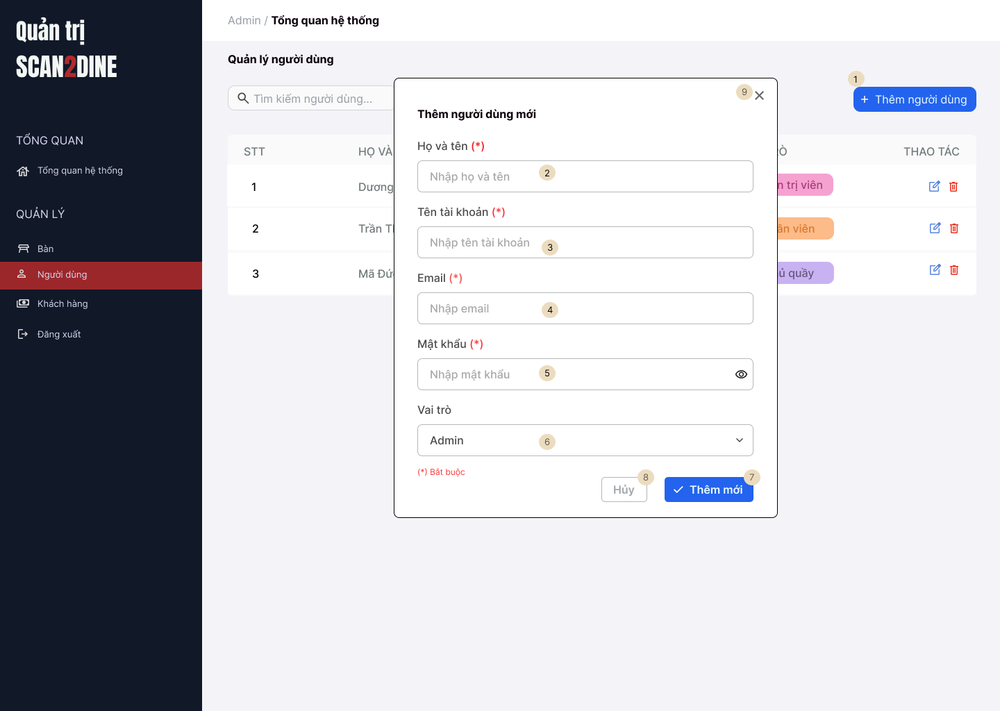 Quản trị
SCAN2DINE
TỔNG QUAN
Tổng quan hệ thống
QUẢN LÝ
Bàn
Người dùng
Khách hàng
Đăng xuất
Admin / Tổng quan hệ thống
Quản lý người dùng
Tìm kiếm người dùng...
1
+ Thêm người dùng
STT HỌ VÀ RÒ THAO TÁC
1 Dương n trị viên
2 Trần Th ân viên
3 Mã Đứ ủ quầy
9
Thêm người dùng mới
Họ và tên (*)
Nhập họ và tên 2
Tên tài khoản (*)
Nhập tên tài khoản 3
Email (*)
Nhập email 4
Mật khẩu (*)
Nhập mật khẩu 5
Vai trò
Admin 6
(*) Bắt buộc
Hủy 8
Thêm mới 7